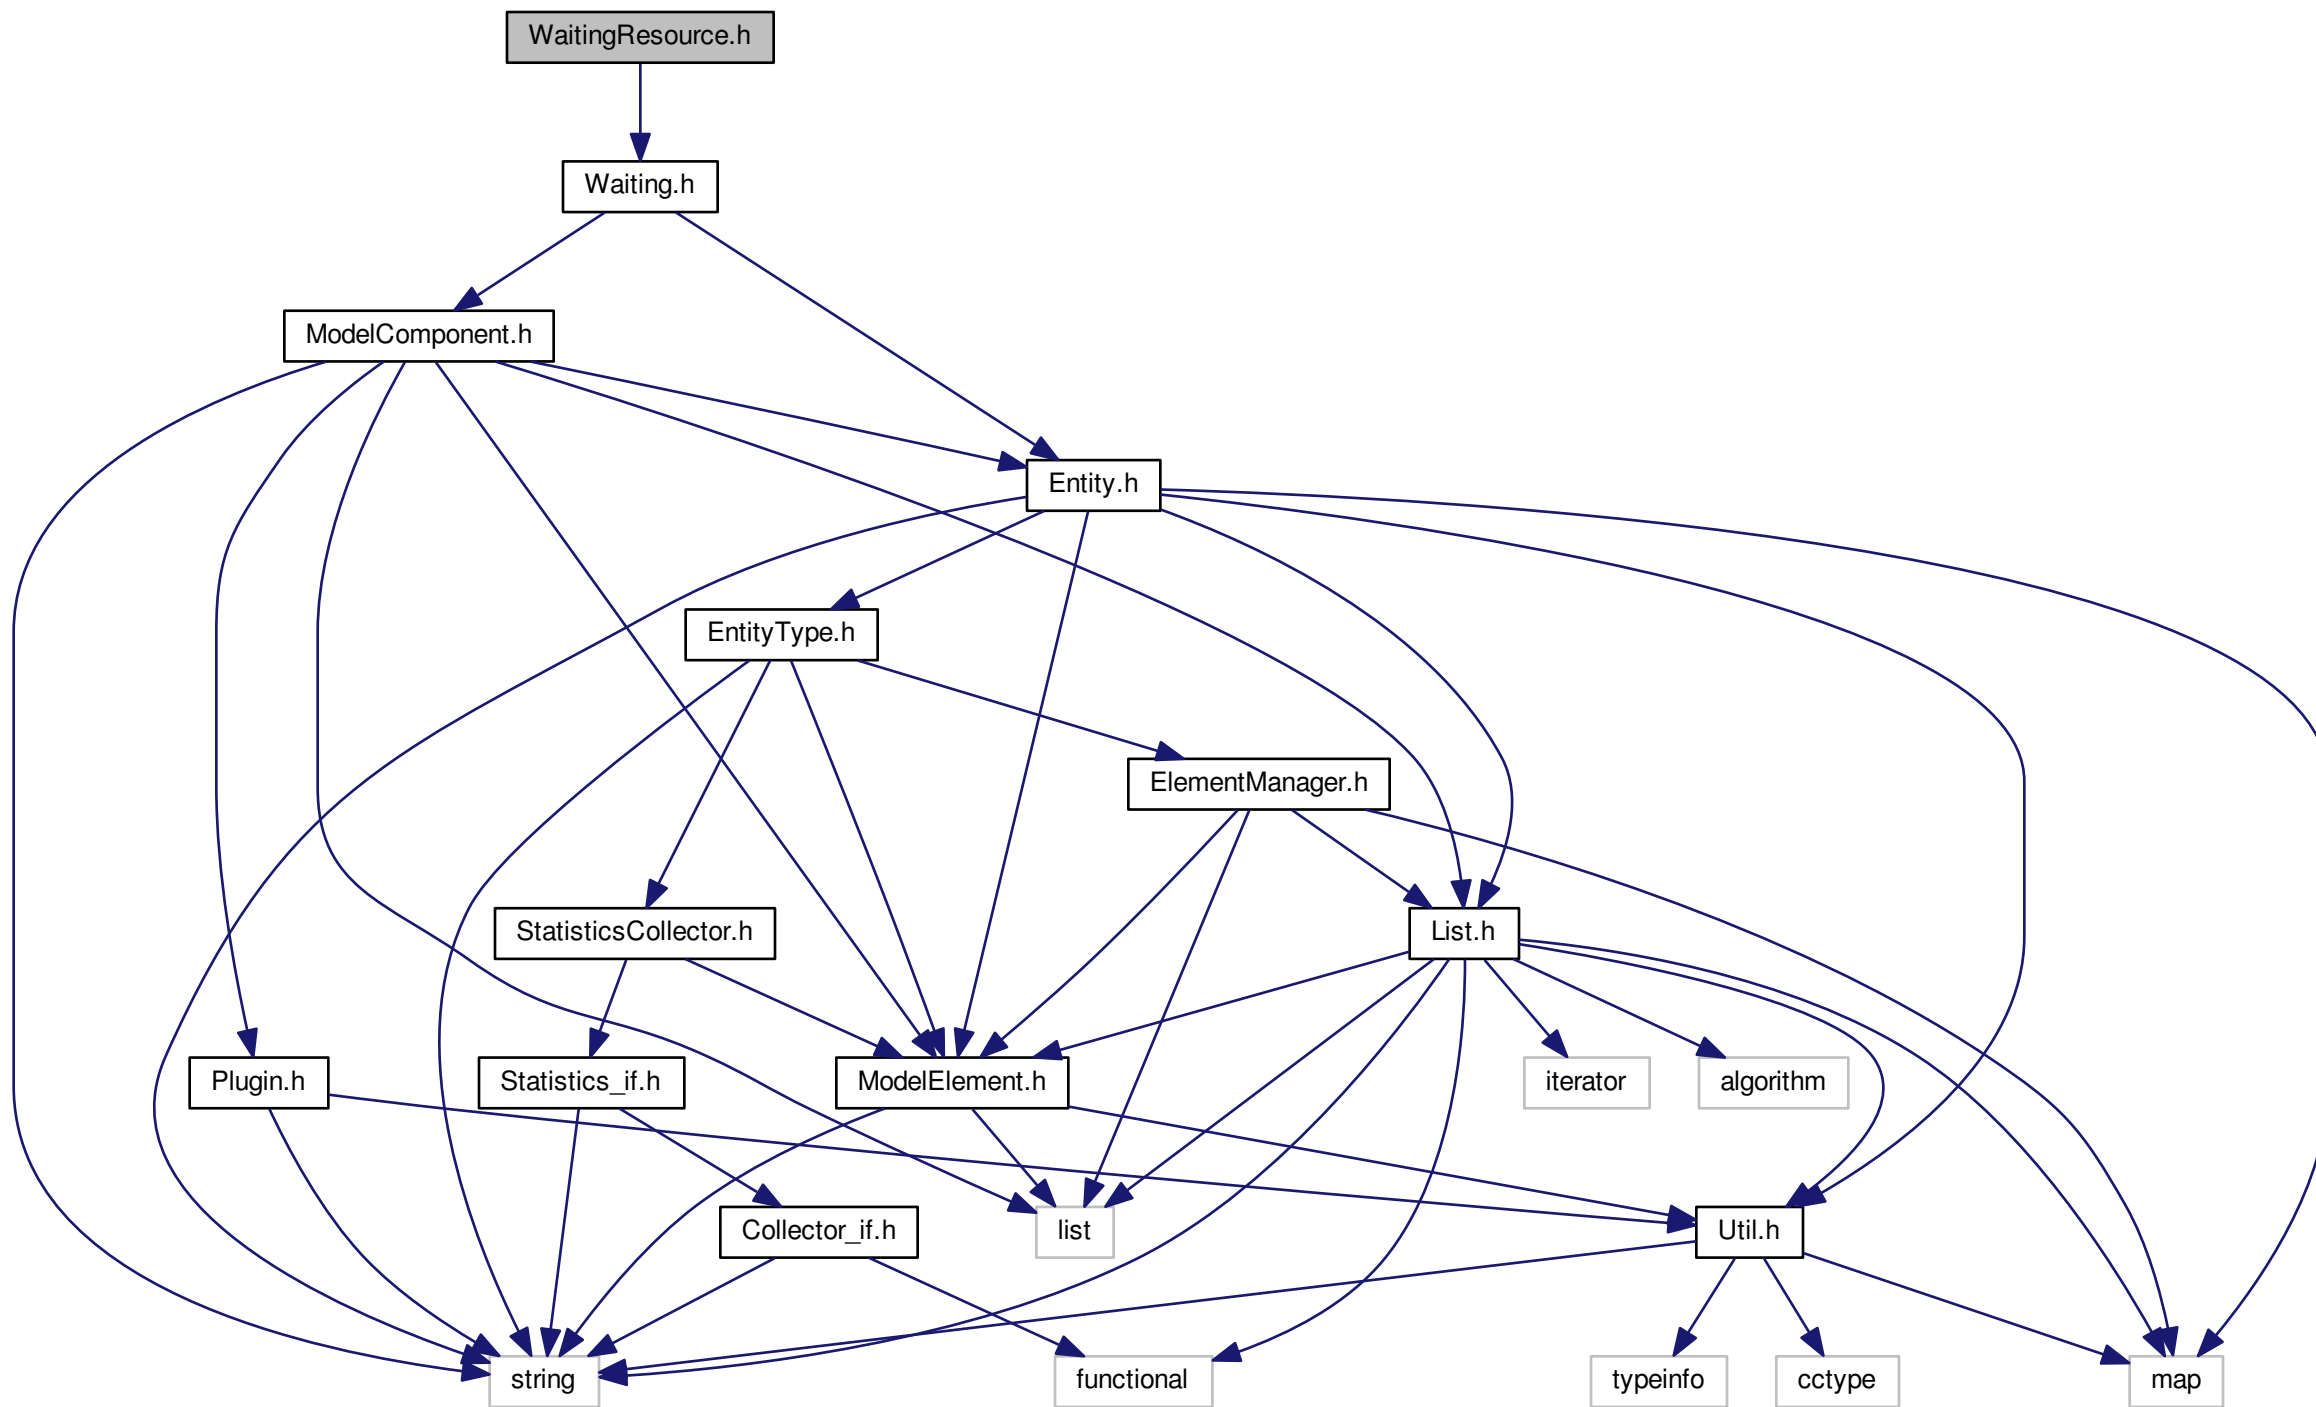 WaitingResource.h
Waiting.h
ModelComponent.h
Entity.h
EntityType.h
ElementManager.h
StatisticsCollector.h
List.h
Plugin.h
Statistics_if.h
ModelElement.h
iterator
algorithm
Collector_if.h
list
Util.h
string
functional
typeinfo
cctype
map